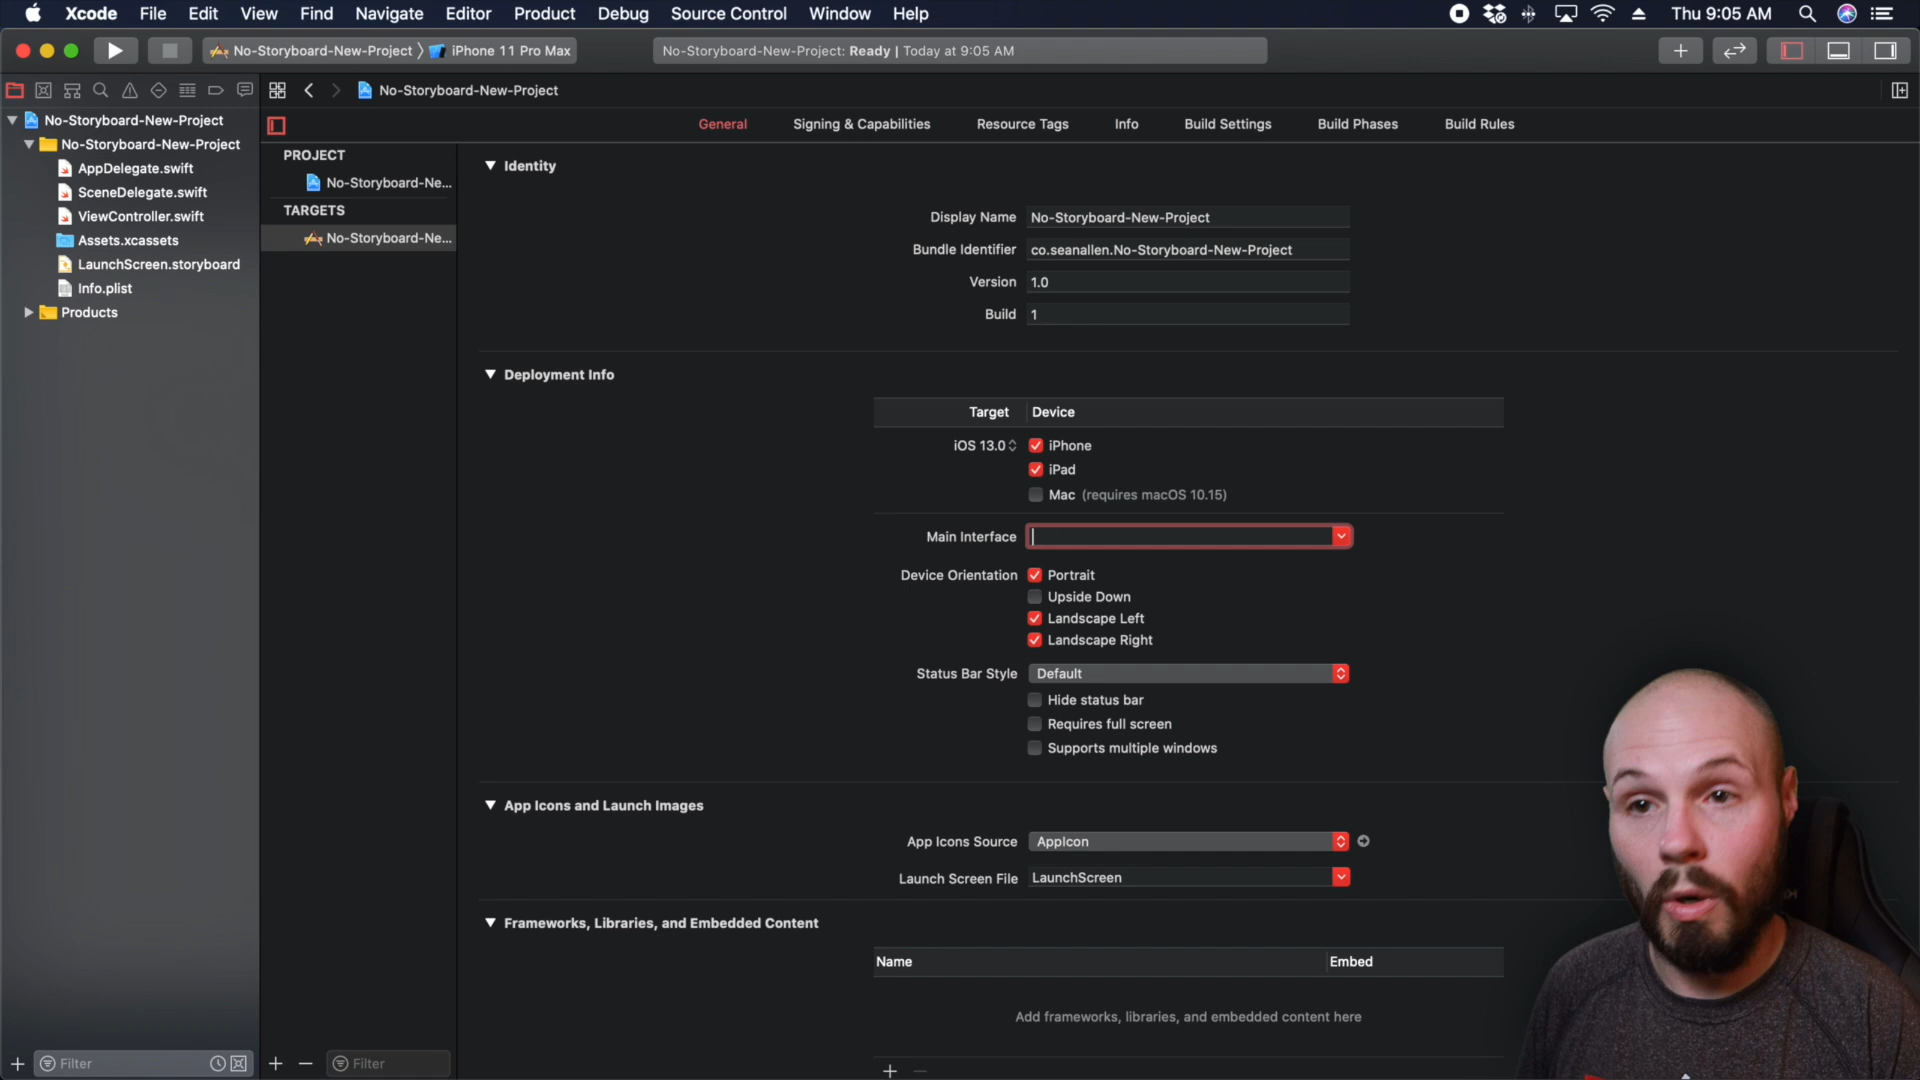 Xcode File Edit View Find Navigate Editor Product Debug Source Control Window Help Thu 9:05 AM
No-Storyboard-New-Project iPhone 11 Pro Max No-Storyboard-New-Project: Ready | Today at 9:05 AM
No-Storyboard-New-Project
No-Storyboard-New-Project
No-Storyboard-New-Project
AppDelegate.swift
SceneDelegate.swift
ViewController.swift
Assets.xcassets
LaunchScreen.storyboard
Info.plist
Products
Filter
PROJECT
No-Storyboard-Ne...
TARGETS
No-Storyboard-Ne...
Filter
General Signing & Capabilities Resource Tags Info Build Settings Build Phases Build Rules
Identity
Display Name No-Storyboard-New-Project
Bundle Identifier co.seanallen.No-Storyboard-New-Project
Version 1.0
Build 1
Deployment Info
Target Device
iOS 13.0 iPhone
iPad
Mac (requires macOS 10.15)
Main Interface
Device Orientation Portrait
Upside Down
Landscape Left
Landscape Right
Status Bar Style Default
Hide status bar
Requires full screen
Supports multiple windows
App Icons and Launch Images
App Icons Source AppIcon
Launch Screen File LaunchScreen
Frameworks, Libraries, and Embedded Content
Name Embed
Add frameworks, libraries, and embedded content here